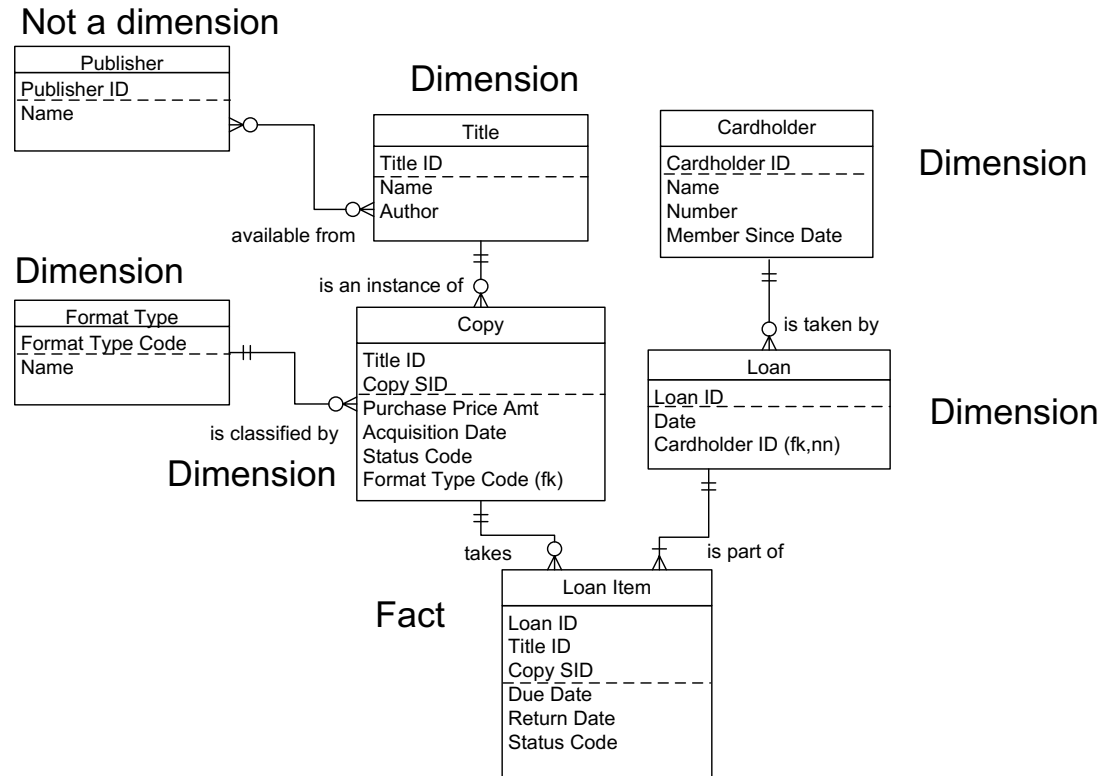 Not a dimension
Publisher
Publisher ID
Name
Dimension
Title
Title ID
Name
Author
available from
Cardholder
Cardholder ID
Name
Number
Member Since Date
Dimension
Dimension
Format Type
Format Type Code
Name
is an instance of
is classified by
Dimension
Copy
Title ID
Copy SID
Purchase Price Amt
Acquisition Date
Status Code
Format Type Code (fk)
is taken by
Loan
Loan ID
Date
Cardholder ID (fk,nn)
Dimension
takes
is part of
Fact
Loan Item
Loan ID
Title ID
Copy SID
Due Date
Return Date
Status Code